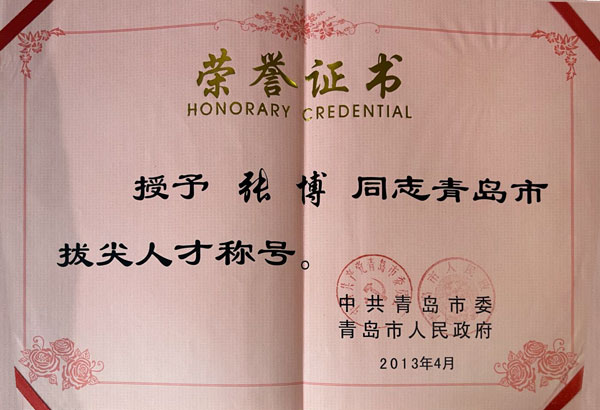 荣誉证书
HONORARY CREDENTIAL
授予 张博 同志青岛市
拔尖人才称号。
中共青岛市委
青岛市人民政府
2013年4月